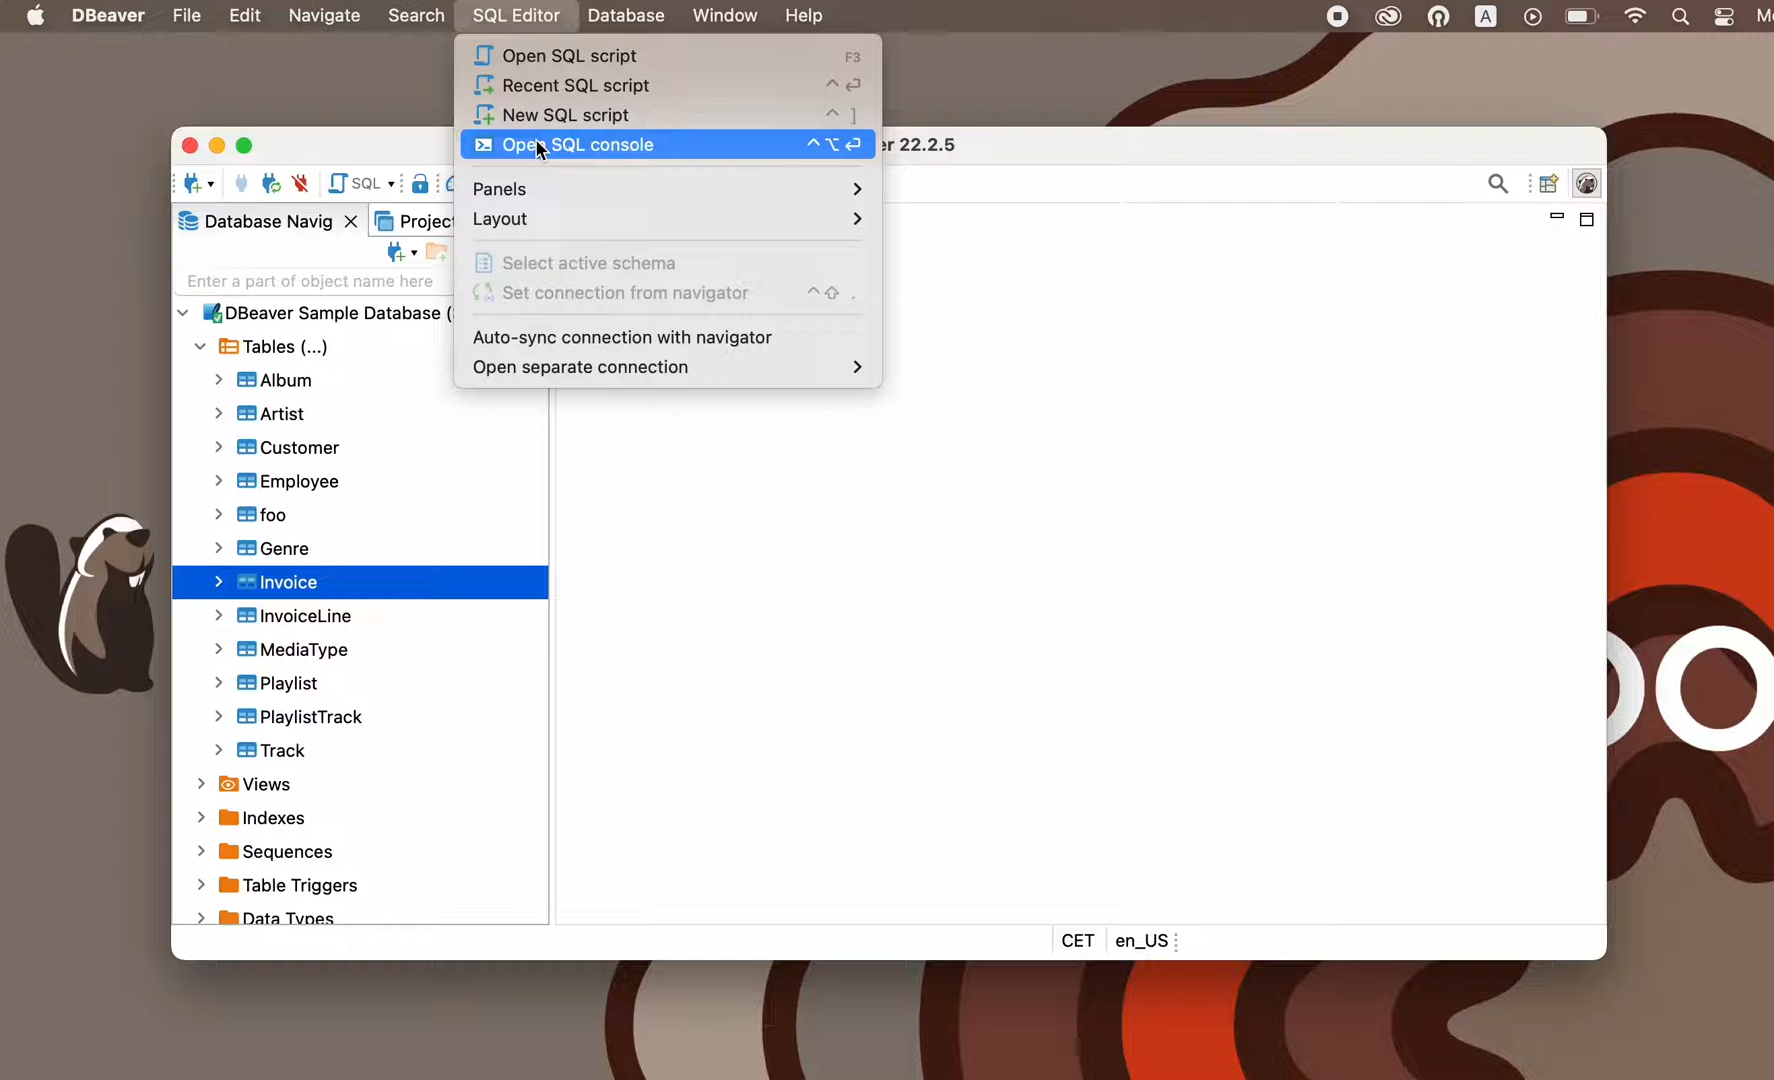 DBeaver File Edit Navigate Search SQL Editor Database Window Help A
Open SQL script F3
Recent SQL script ^ ↩
New SQL script ^ ]
Open SQL console ^⌥↩
er 22.2.5
SQL
Panels
Layout
Database Navig
Project
Select active schema
Set connection from navigator ^⇧ .
Enter a part of object name here
DBeaver Sample Database (
Auto-sync connection with navigator
Open separate connection
Tables (...)
Album
Artist
Customer
Employee
foo
Genre
Invoice
InvoiceLine
MediaType
Playlist
PlaylistTrack
Track
Views
Indexes
Sequences
Table Triggers
Data Types
CET en_US